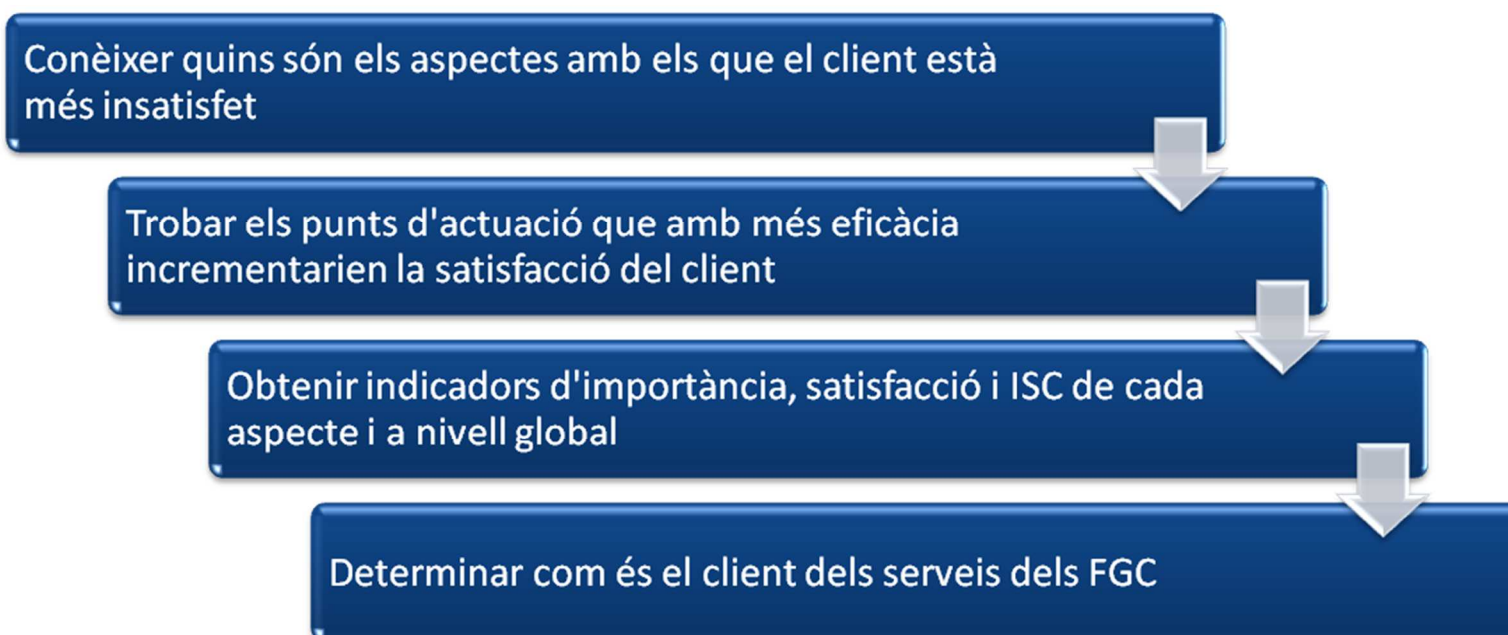 Conèixer quins són els aspectes amb els que el client està
més insatisfet
Trobar els punts d'actuació que amb més eficàcia
incrementarien la satisfacció del client
Obtenir indicadors d'importància, satisfacció i ISC de cada
aspecte i a nivell global
Determinar com és el client dels serveis dels FGC